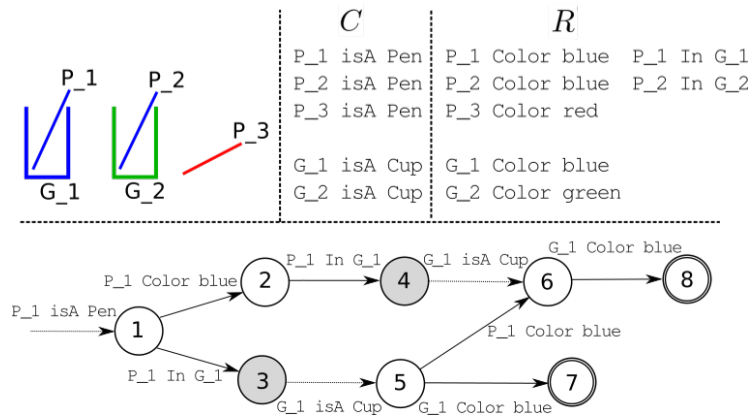 C R
P_1 isA Pen P_1 Color blue P_1 In G_1
P_2 isA Pen P_2 Color blue P_2 In G_2
P_3 isA Pen P_3 Color red
G_1 isA Cup G_1 Color blue
G_2 isA Cup G_2 Color green
P_1 P_2
P_3
G_1 G_2
P_1 In G_1 G_1 isA Cup G_1 Color blue
P_1 Color blue 2 4 6 8
P_1 isA Pen
1 P_1 Color blue
P_1 In G_1 3 5 7
G_1 isA Cup G_1 Color blue